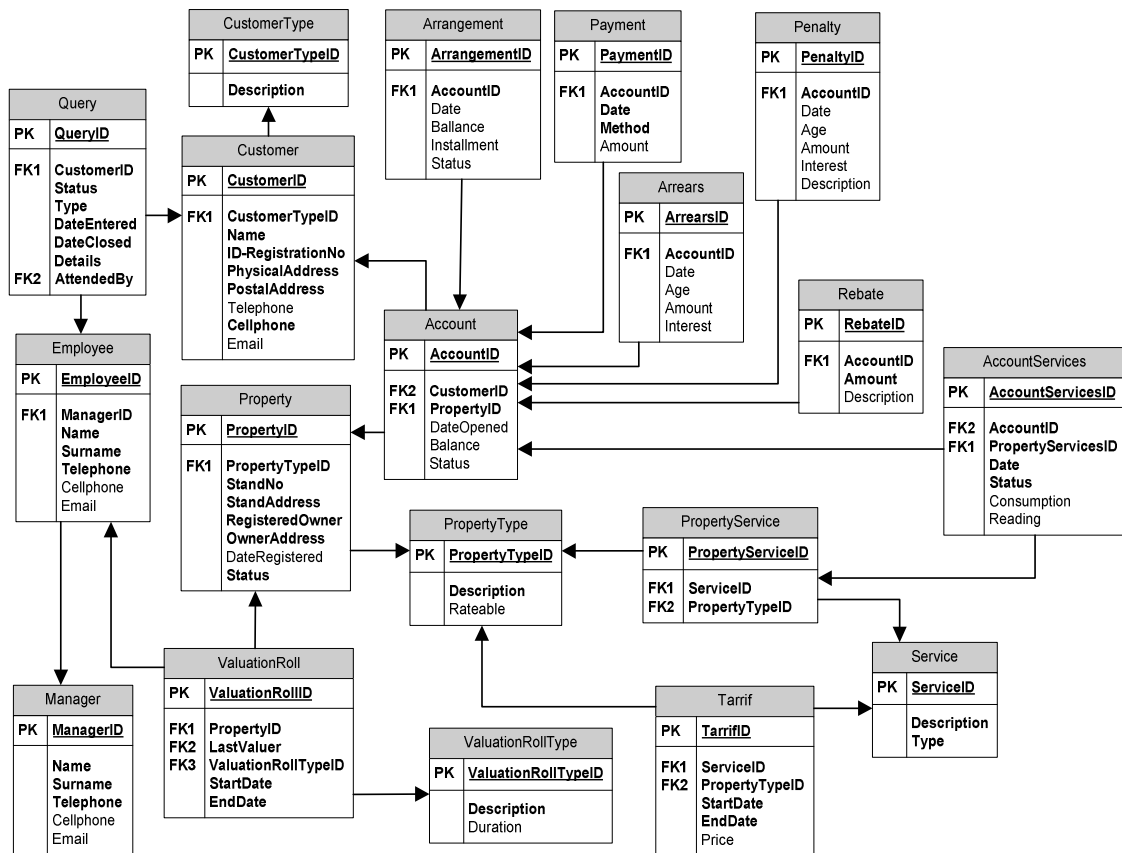 CustomerType
PK CustomerTypeID
Description
Arrangement
PK ArrangementID
FK1 AccountID
Date
Ballance
Installment
Status
Payment
PK PaymentID
FK1 AccountID
Date
Method
Amount
Penalty
PK PenaltyID
FK1 AccountID
Date
Age
Amount
Interest
Description
Query
PK QueryID
FK1 CustomerID
Status
Type
DateEntered
DateClosed
Details
FK2 AttendedBy
Customer
PK CustomerID
FK1 CustomerTypeID
Name
ID-RegistrationNo
PhysicalAddress
PostalAddress
Telephone
Cellphone
Email
Arrears
PK ArrearsID
FK1 AccountID
Date
Age
Amount
Interest
Rebate
PK RebateID
FK1 AccountID
Amount
Description
Account
PK AccountID
FK2 CustomerID
FK1 PropertyID
DateOpened
Balance
Status
Employee
PK EmployeeID
FK1 ManagerID
Name
Surname
Telephone
Cellphone
Email
AccountServices
PK AccountServicesID
FK2 AccountID
FK1 PropertyServicesID
Date
Status
Consumption
Reading
Property
PK PropertyID
FK1 PropertyTypeID
StandNo
StandAddress
RegisteredOwner
OwnerAddress
DateRegistered
Status
PropertyType
PK PropertyTypeID
Description
Rateable
PropertyService
PK PropertyServiceID
FK1 ServiceID
FK2 PropertyTypeID
Service
PK ServiceID
Description
Type
ValuationRoll
PK ValuationRollID
FK1 PropertyID
FK2 LastValuer
FK3 ValuationRollTypeID
StartDate
EndDate
Manager
PK ManagerID
Name
Surname
Telephone
Cellphone
Email
ValuationRollType
PK ValuationRollTypeID
Description
Duration
Tarrif
PK TarrifID
FK1 ServiceID
FK2 PropertyTypeID
StartDate
EndDate
Price